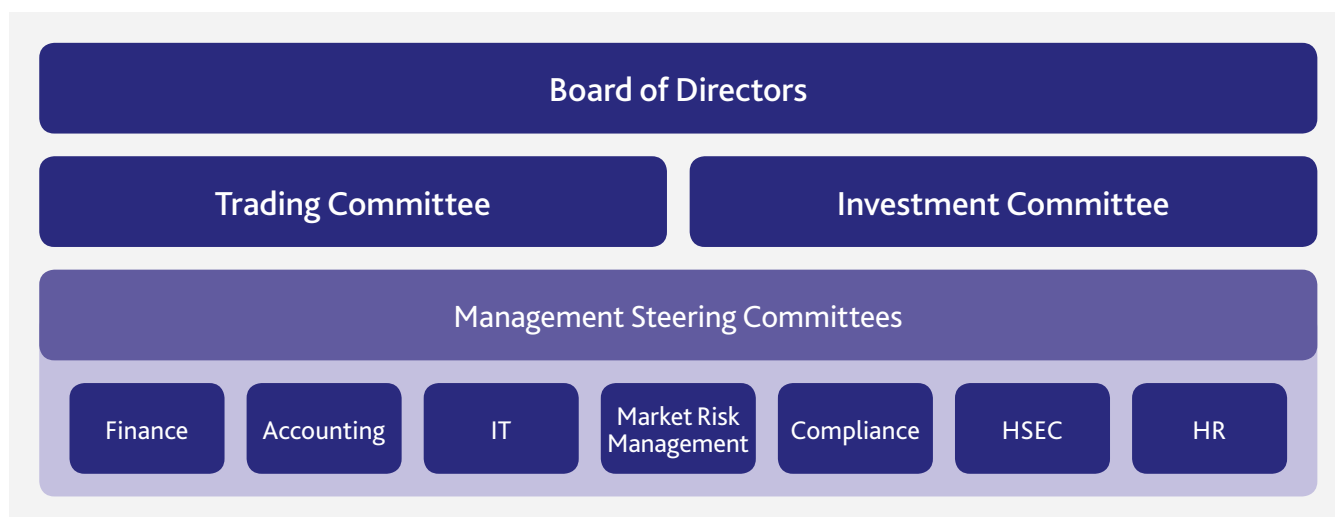 Board of Directors
Trading Committee
Investment Committee
Management Steering Committees
Finance
Accounting
IT
Market Risk
Management
Compliance
HSEC
HR